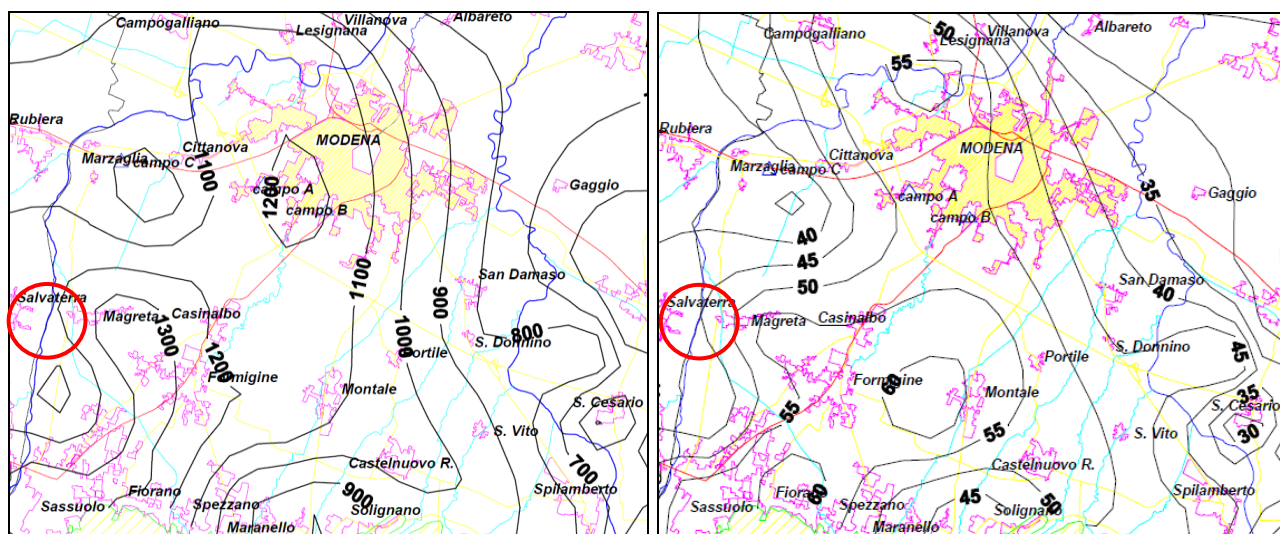 Campogalliano
Villanova
Albareto
Lesignana
Rubiera
MODENA
Cittanova
Marzaglia
campo C
1100
campo A
1200
campo B
Gaggio
1100
San Damaso
900
Salvaterra
Magreta
Casinalbo
1300
1200
1000
800
S. Donnino
Portile
Formigine
Montale
S. Cesario
S. Vito
Castelnuovo R.
700
Fiorano
Sassuolo
Spezzano
900
Solignano
Spilamberto
Maranello
50
Campogalliano
Villanova
Albareto
Lesignana
55
Rubiera
MODENA
Cittanova
Marzaglia
campo C
35
campo A
Gaggio
campo B
40
45
50
San Damaso
40
Salvaterra
Magreta
Casinalbo
S. Donnino
45
Portile
Formigine
60
Montale
35
S. Cesario
55
55
S. Vito
30
Castelnuovo R.
60
45
50
Sassuolo
Spezzano
Solignano
Spilamberto
Maranello